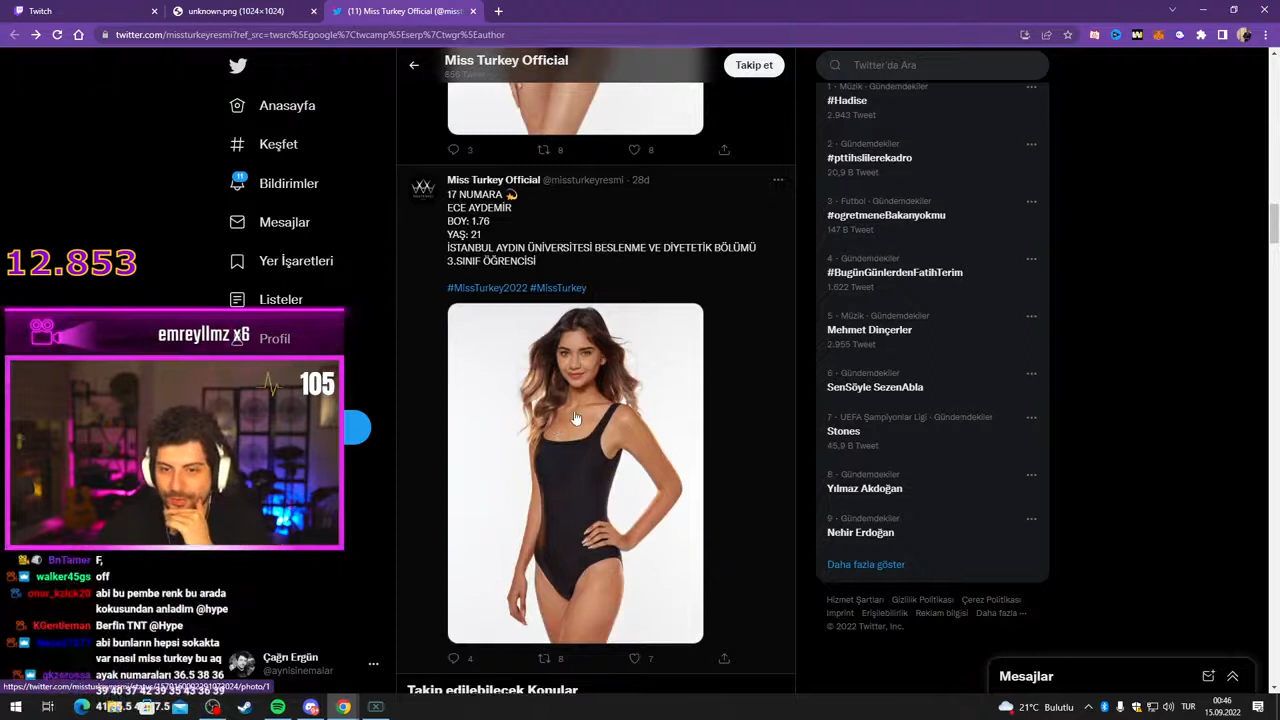 Twitch
unknown.png (1034×1034)
(11) Miss Turkey Official (@misst
twitter.com/missturkeyresmi?ref_src=twsrc%5Egoogle%7Ctwcamp%5Eserp%7Ctwgr%5Eauthor
Anasayfa
Keşfet
11
Bildirimler
Mesajlar
Yer İşaretleri
Listeler
Profil
12.853
emreyllmz x6
105
BnTamer F,
walker45gs off
onur_kzlck20 abi bu pembe renk bu arada
kokusundan anladim @hype
KGentleman Berfin TNT @Hype
abi bunların hepsi sokakta
var nasıl miss turkey bu aq
ayak numaraları 36.5 38 36
Çağrı Ergün
@aynisinemalar
Miss Turkey Official
656 Tweet
Takip et
3
8
8
Miss Turkey Official @missturkeyresmi · 28d
17 NUMARA 💫
ECE AYDEMİR
BOY: 1.76
YAŞ: 21
İSTANBUL AYDIN ÜNİVERSİTESİ BESLENME VE DİYETETİK BÖLÜMÜ
3.SINIF ÖĞRENCİSİ
#MissTurkey2022 #MissTurkey
4
8
7
Takip edilebilecek Konular
Twitter'da Ara
1 · Müzik · Gündemdekiler
#Hadise
2.943 Tweet
2 · Gündemdekiler
#pttihslilerekadro
20,9 B Tweet
3 · Futbol · Gündemdekiler
#ogretmeneBakanyokmu
147 B Tweet
4 · Gündemdekiler
#BugünGünlerdenFatihTerim
1.622 Tweet
5 · Müzik · Gündemdekiler
Mehmet Dinçerler
2.955 Tweet
6 · Gündemdekiler
SenSöyle SezenAbla
7 · UEFA Şampiyonlar Ligi · Gündemdekiler
Stones
45,9 B Tweet
8 · Gündemdekiler
Yılmaz Akdoğan
9 · Gündemdekiler
Nehir Erdoğan
Daha fazla göster
Hizmet Şartları Gizlilik Politikası Çerez Politikası
Imprint Erişilebilirlik Reklam bilgisi Daha fazla ···
© 2022 Twitter, Inc.
Mesajlar
21°C Bulutlu
TUR
00:46
15.09.2022